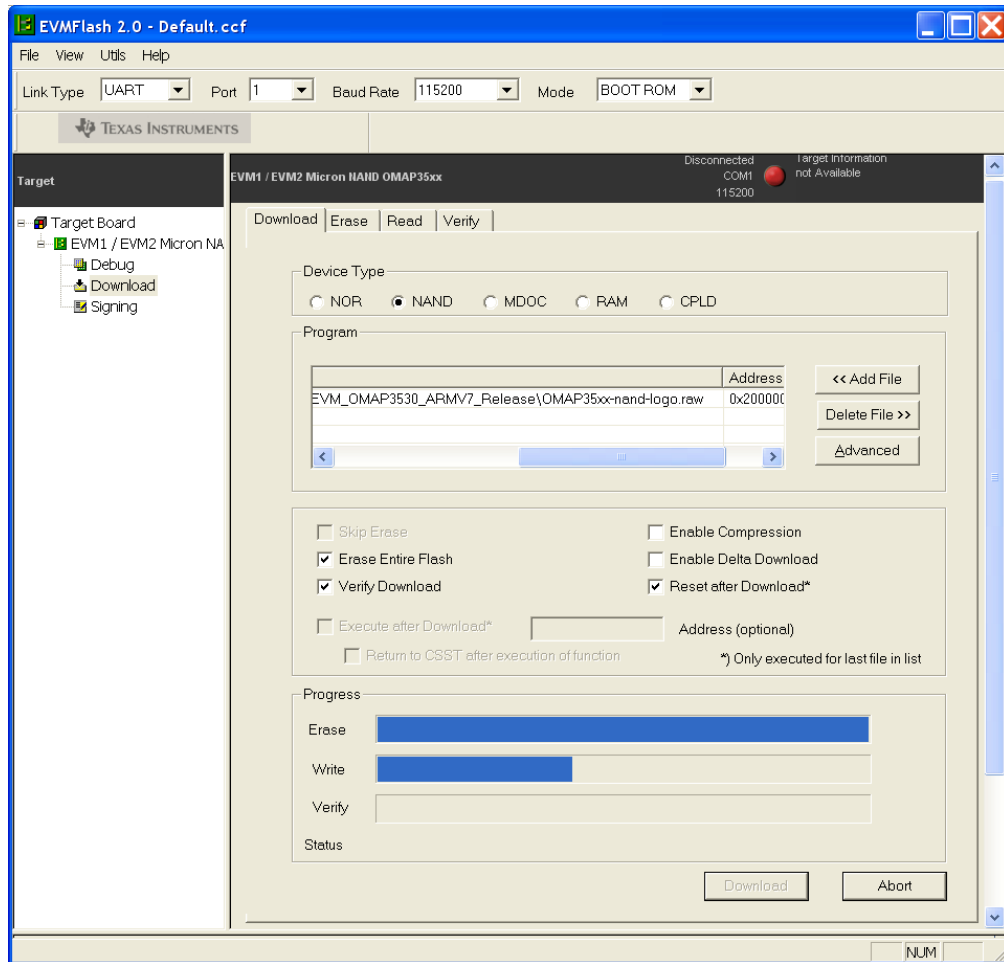 EVMFlash 2.0 - Default.ccf
File View Utils Help
Link Type UART Port 1 Baud Rate 115200 Mode BOOT ROM
TEXAS INSTRUMENTS
Target
EVM1 / EVM2 Micron NAND OMAP35xx
Disconnected
COM1
115200
Target Information
not Available
Target Board
EVM1 / EVM2 Micron NA
Debug
Download
Signing
Download Erase Read Verify
Device Type
NOR NAND MDOC RAM CPLD
Program
Address
EVM_OMAP3530_ARMV7_Release\OMAP35xx-nand-logo.raw 0x200000
<< Add File
Delete File >>
Advanced
Skip Erase
Enable Compression
Erase Entire Flash
Enable Delta Download
Verify Download
Reset after Download*
Execute after Download*
Address (optional)
Return to CSST after execution of function
*) Only executed for last file in list
Progress
Erase
Write
Verify
Status
Download Abort
NUM